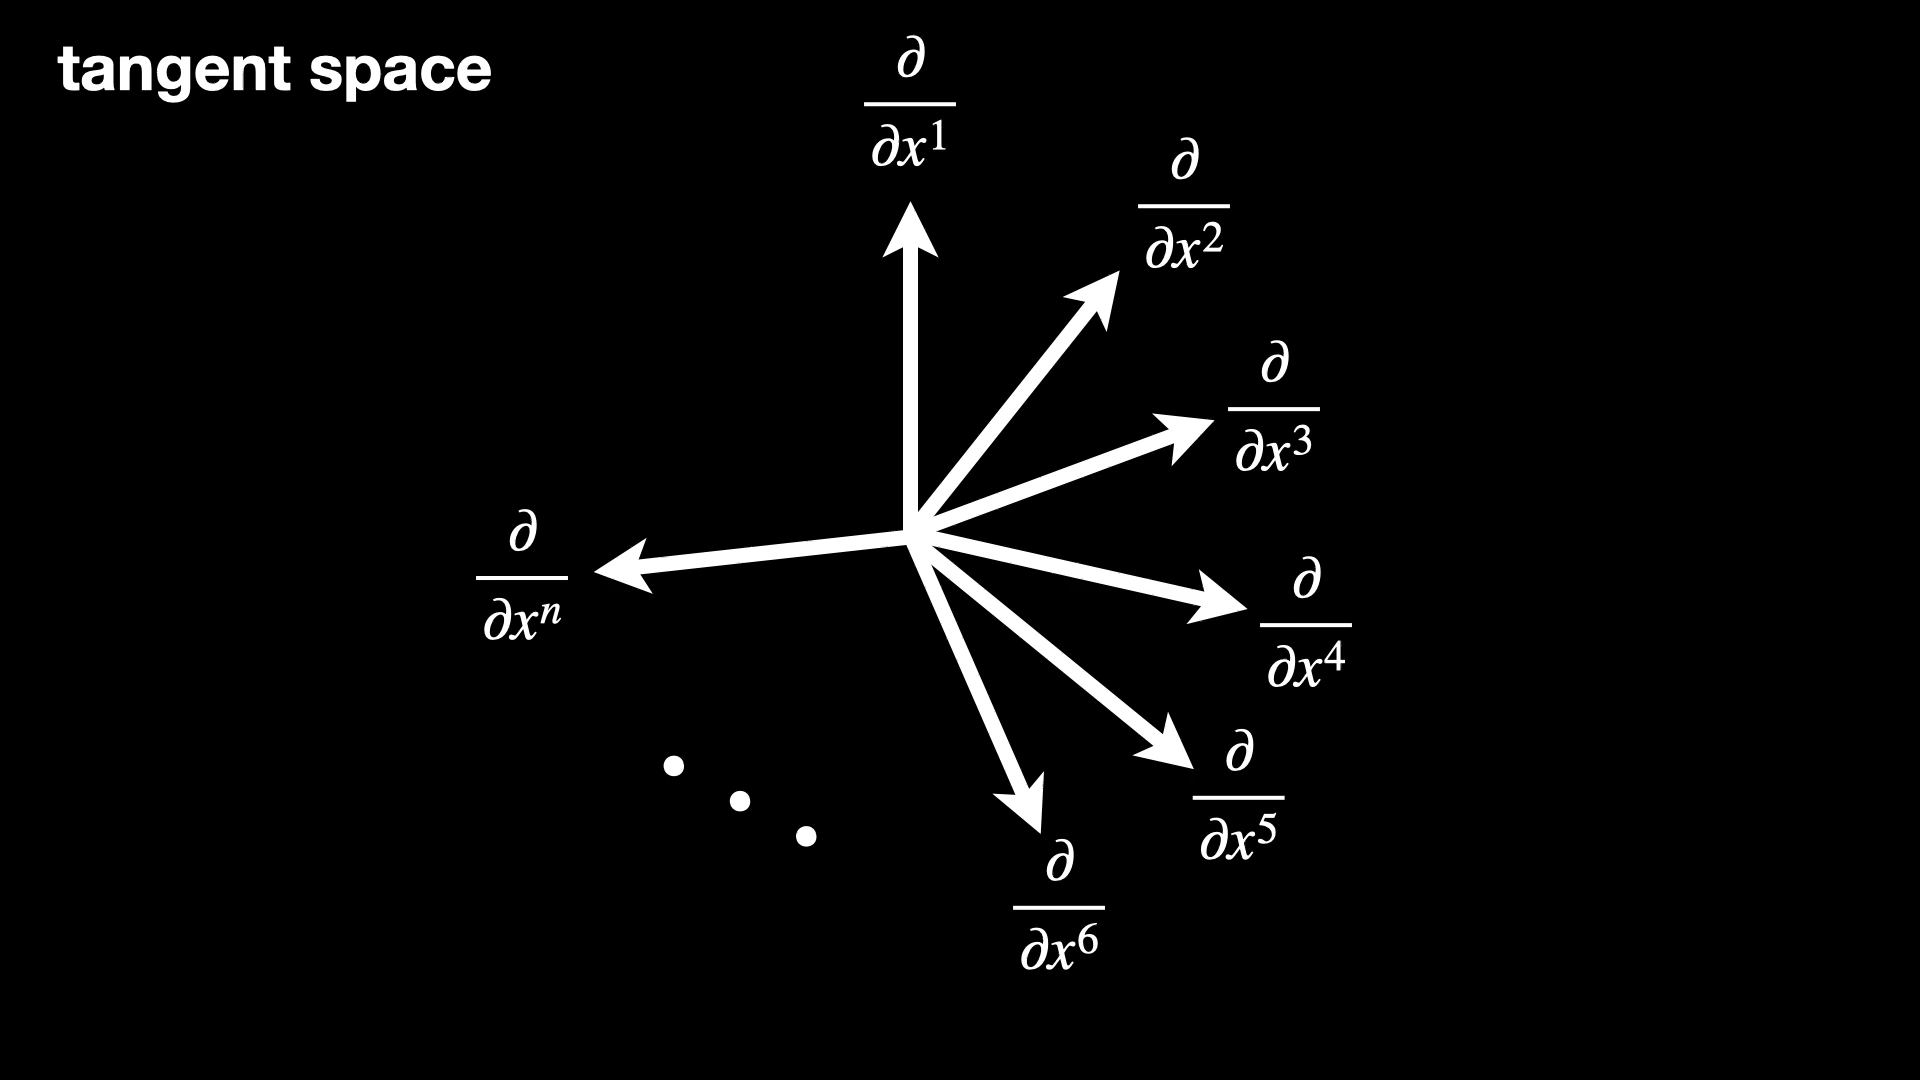 tangent space
∂/∂x¹
∂/∂x²
∂/∂x³
∂/∂x⁴
∂/∂x⁵
∂/∂x⁶
∂/∂xⁿ